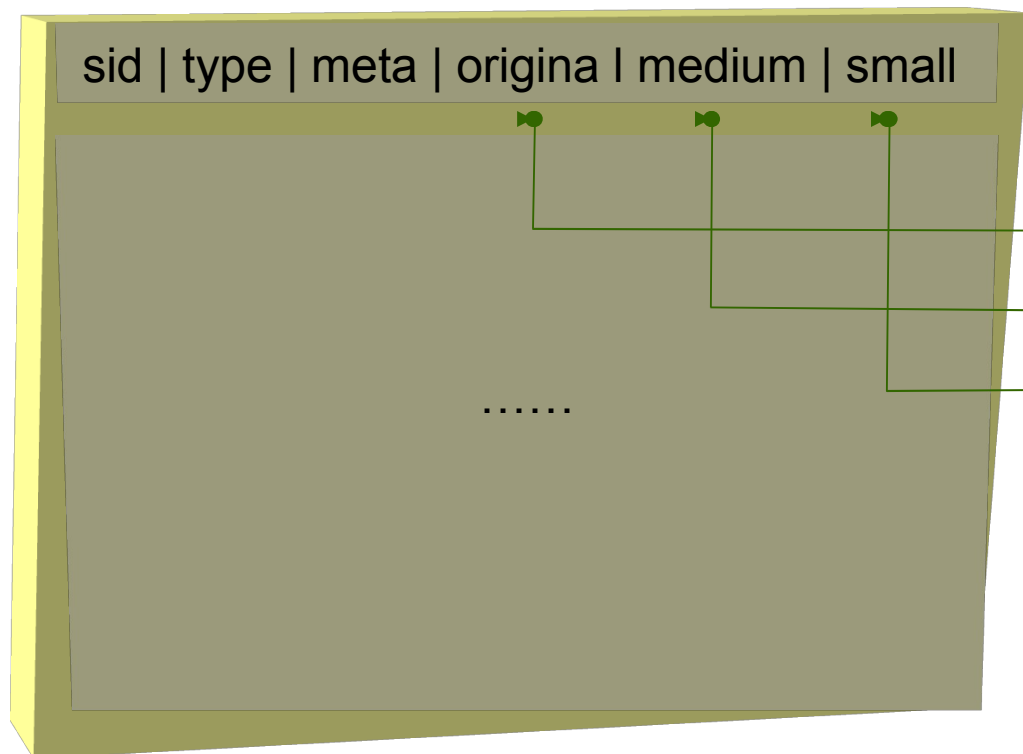 sid | type | meta | origina l medium | small
......